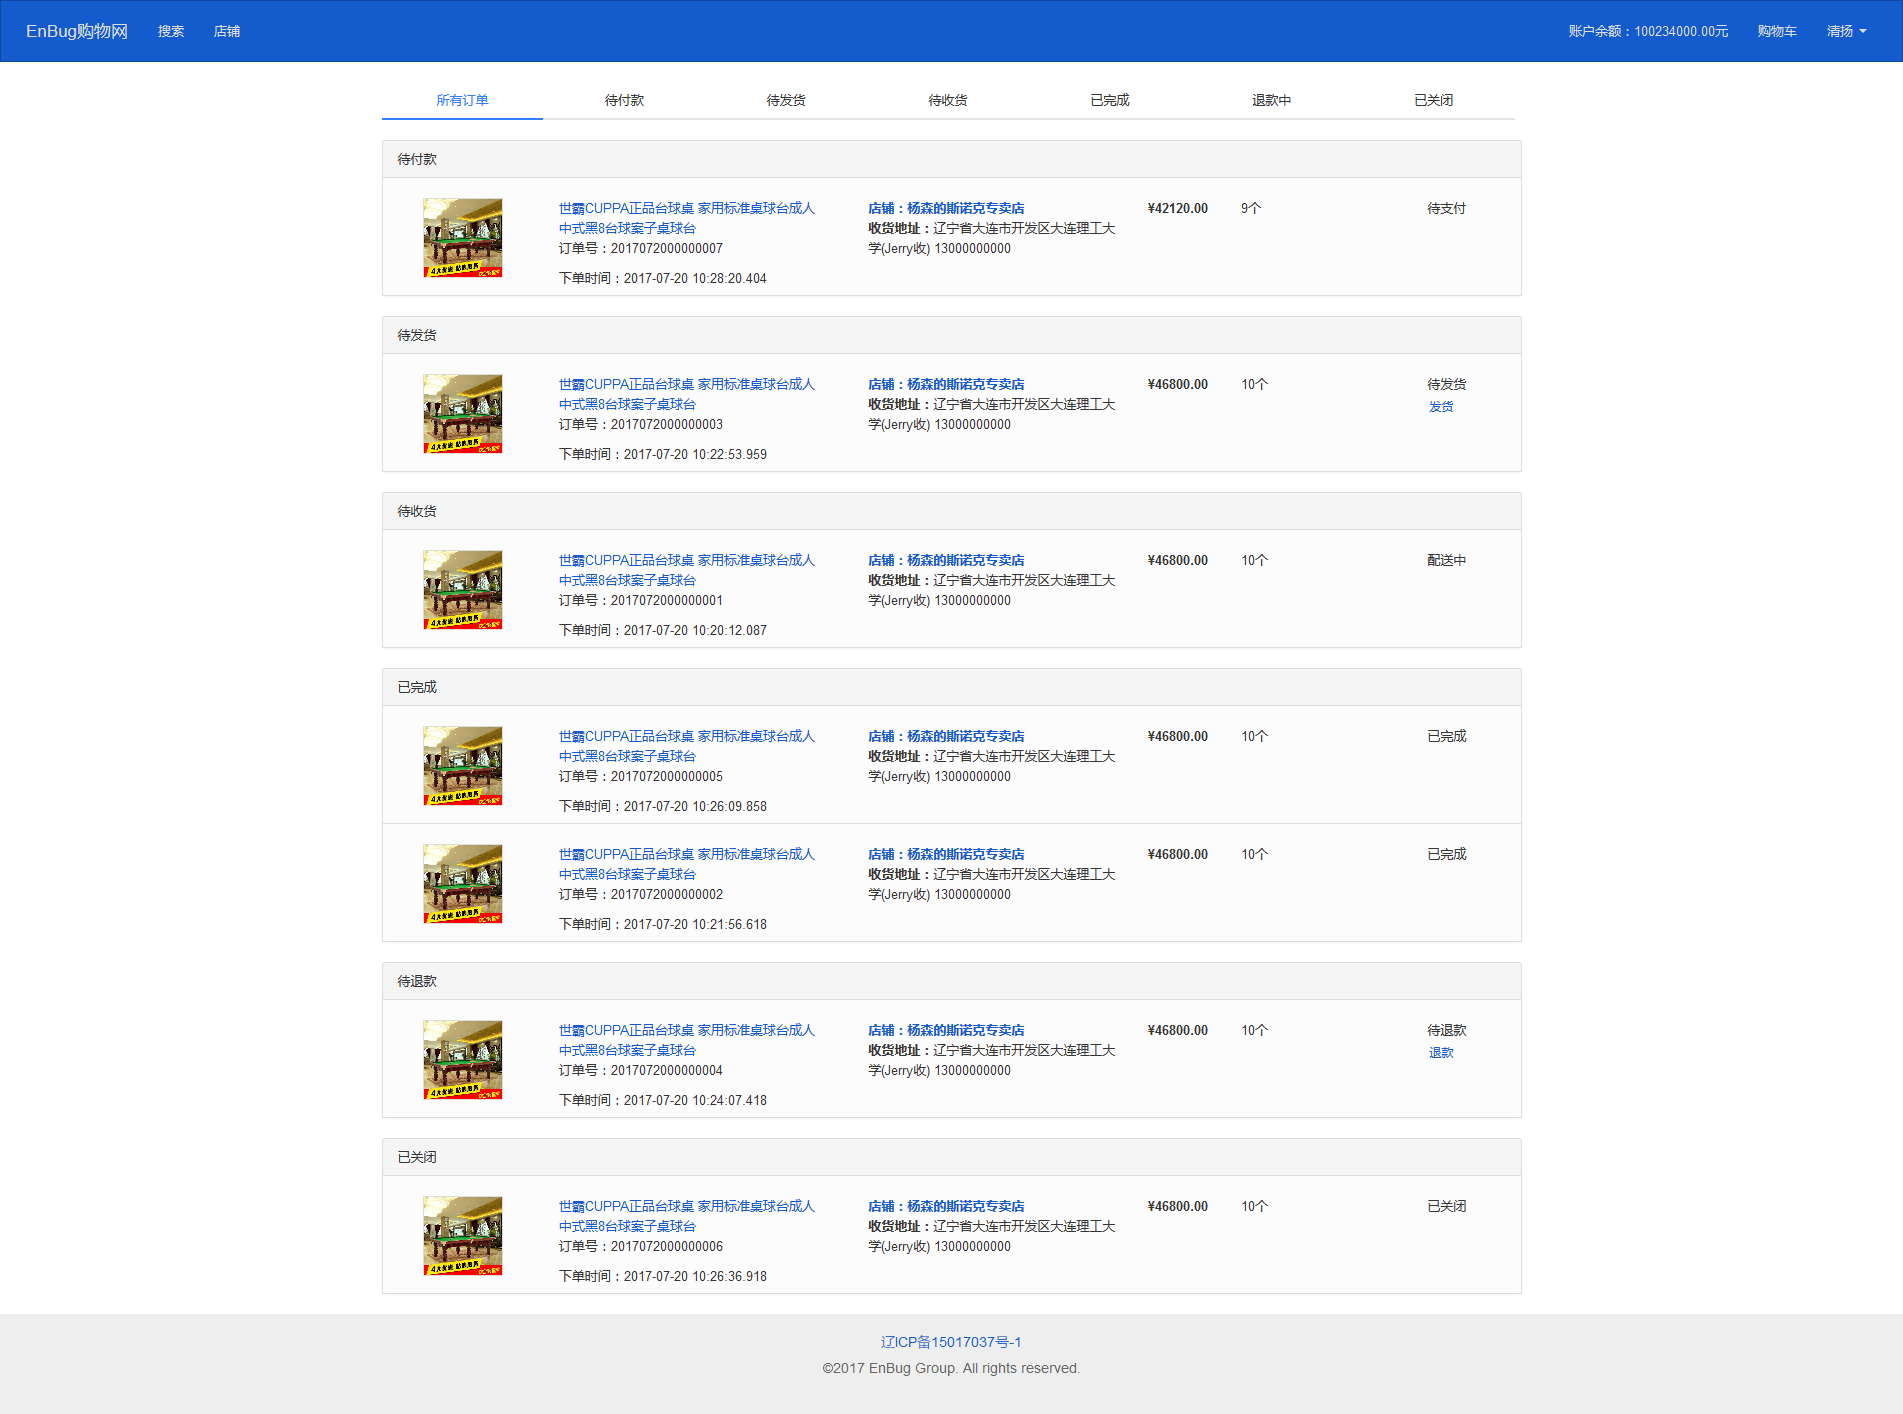 EnBug购物网 搜索 店铺 账户余额：100234000.00元 购物车 清扬
所有订单 待付款 待发货 待收货 已完成 退款中 已关闭
待付款
世霸CUPPA正品台球桌 家用标准桌球台成人
中式黑8台球案子桌球台
订单号：2017072000000007
下单时间：2017-07-20 10:28:20.404
店铺：杨森的斯诺克专卖店
收货地址：辽宁省大连市开发区大连理工大
学(Jerry收) 13000000000
¥42120.00
9个
待支付
待发货
世霸CUPPA正品台球桌 家用标准桌球台成人
中式黑8台球案子桌球台
订单号：2017072000000003
下单时间：2017-07-20 10:22:53.959
店铺：杨森的斯诺克专卖店
收货地址：辽宁省大连市开发区大连理工大
学(Jerry收) 13000000000
¥46800.00
10个
待发货
发货
待收货
世霸CUPPA正品台球桌 家用标准桌球台成人
中式黑8台球案子桌球台
订单号：2017072000000001
下单时间：2017-07-20 10:20:12.087
店铺：杨森的斯诺克专卖店
收货地址：辽宁省大连市开发区大连理工大
学(Jerry收) 13000000000
¥46800.00
10个
配送中
已完成
世霸CUPPA正品台球桌 家用标准桌球台成人
中式黑8台球案子桌球台
订单号：2017072000000005
下单时间：2017-07-20 10:26:09.858
店铺：杨森的斯诺克专卖店
收货地址：辽宁省大连市开发区大连理工大
学(Jerry收) 13000000000
¥46800.00
10个
已完成
世霸CUPPA正品台球桌 家用标准桌球台成人
中式黑8台球案子桌球台
订单号：2017072000000002
下单时间：2017-07-20 10:21:56.618
店铺：杨森的斯诺克专卖店
收货地址：辽宁省大连市开发区大连理工大
学(Jerry收) 13000000000
¥46800.00
10个
已完成
待退款
世霸CUPPA正品台球桌 家用标准桌球台成人
中式黑8台球案子桌球台
订单号：2017072000000004
下单时间：2017-07-20 10:24:07.418
店铺：杨森的斯诺克专卖店
收货地址：辽宁省大连市开发区大连理工大
学(Jerry收) 13000000000
¥46800.00
10个
待退款
退款
已关闭
世霸CUPPA正品台球桌 家用标准桌球台成人
中式黑8台球案子桌球台
订单号：2017072000000006
下单时间：2017-07-20 10:26:36.918
店铺：杨森的斯诺克专卖店
收货地址：辽宁省大连市开发区大连理工大
学(Jerry收) 13000000000
¥46800.00
10个
已关闭
辽ICP备15017037号-1
©2017 EnBug Group. All rights reserved.